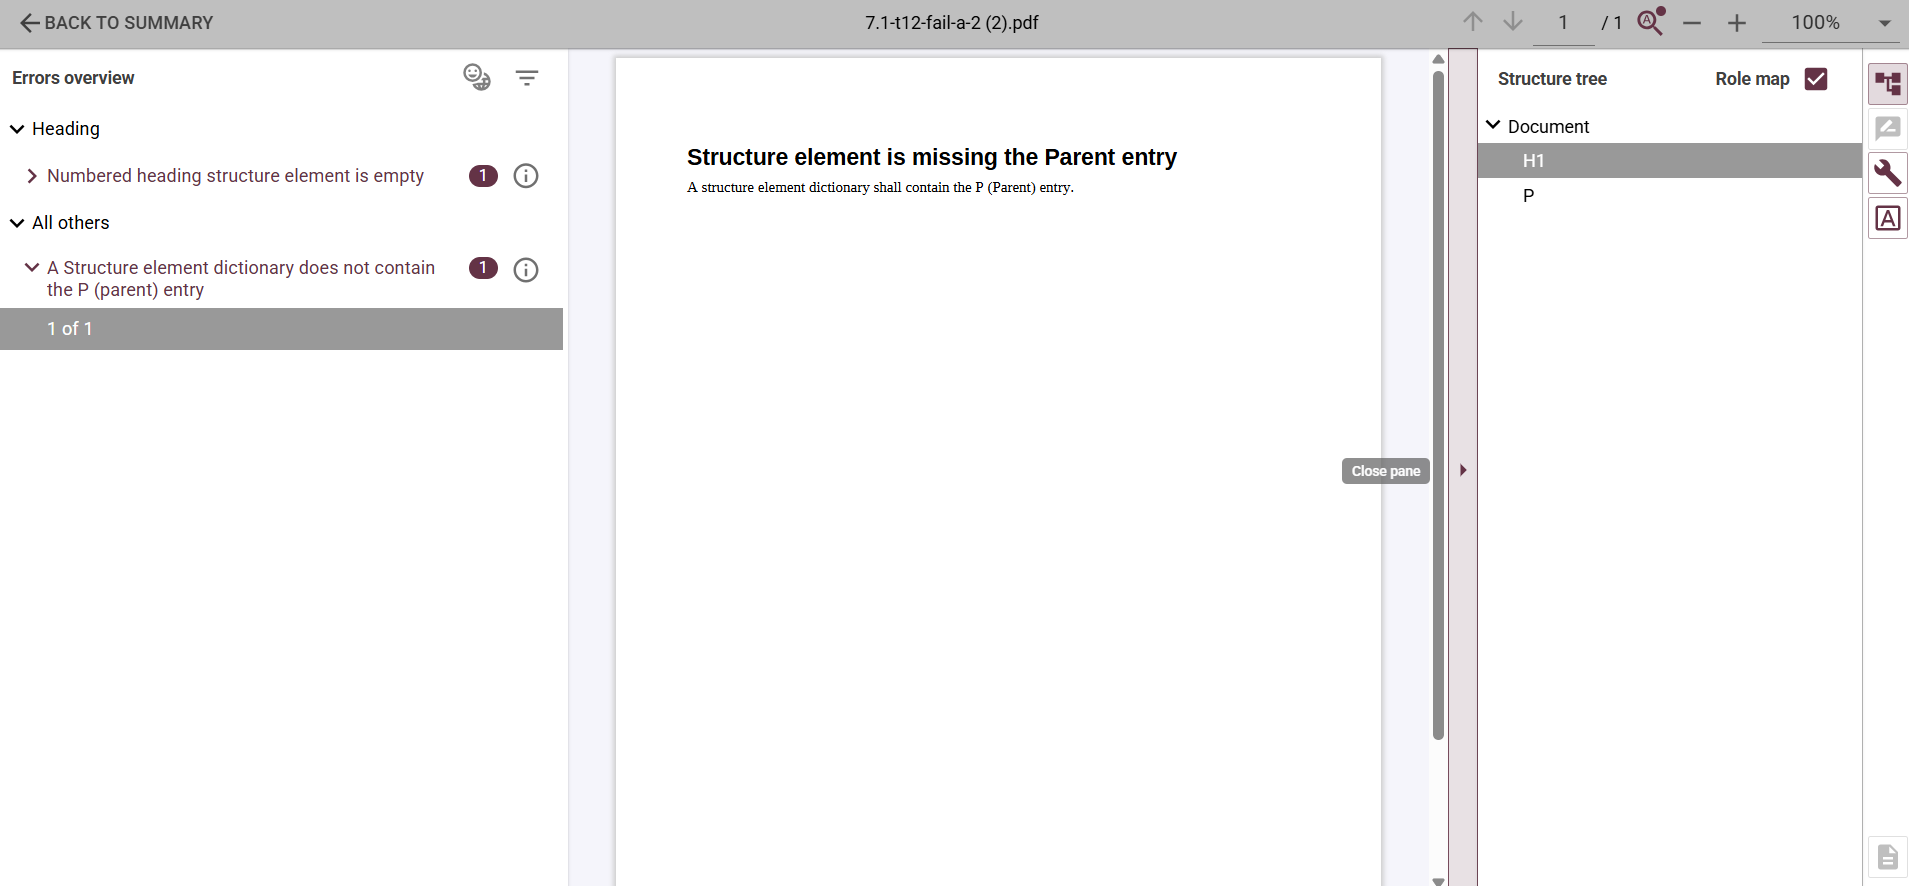 BACK TO SUMMARY
7.1-t12-fail-a-2 (2).pdf
1 / 1
100%
Errors overview
Heading
Numbered heading structure element is empty 1
All others
A Structure element dictionary does not contain 1
the P (parent) entry
1 of 1
Structure element is missing the Parent entry
A structure element dictionary shall contain the P (Parent) entry.
Close pane
Structure tree Role map
Document
H1
P
A